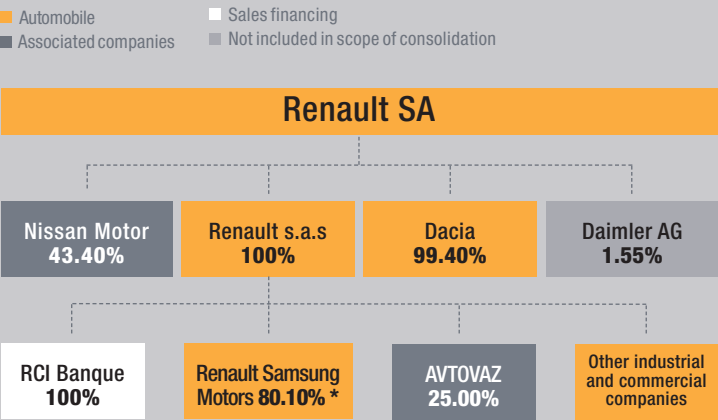 Automobile
Sales financing
Associated companies
Not included in scope of consolidation
Renault SA
Nissan Motor
43.40%
Renault s.a.s
100%
Dacia
99.40%
Daimler AG
1.55%
RCI Banque
100%
Renault Samsung
Motors 80.10% *
AVTOVAZ
25.00%
Other industrial
and commercial
companies